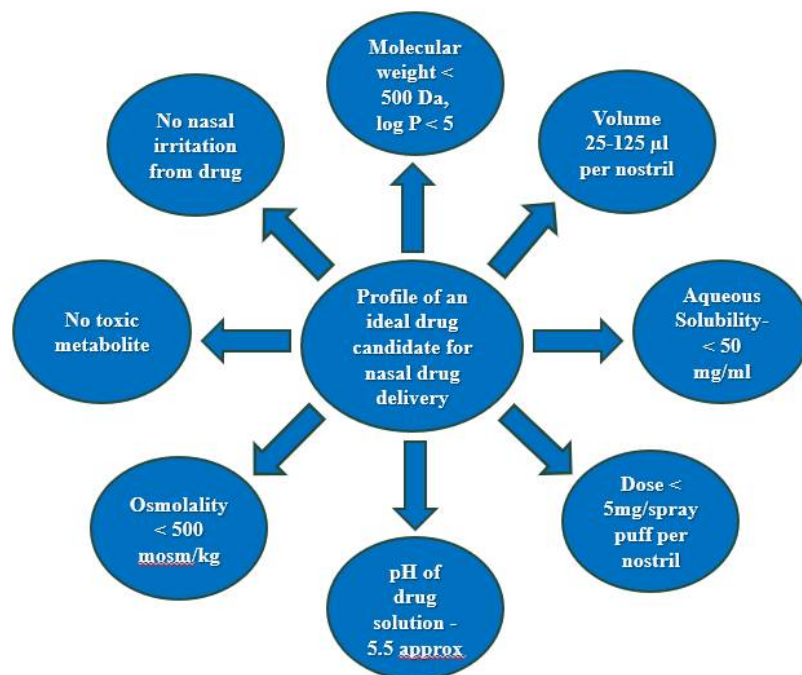 Molecular
weight <
500 Da,
log P < 5
Volume
25-125 µl
per nostril
Aqueous
Solubility-
< 50
mg/ml
Dose <
5mg/spray
puff per
nostril
pH of
drug
solution -
5.5 approx
Osmolality
< 500
mosm/kg
No toxic
metabolite
No nasal
irritation
from drug
Profile of an
ideal drug
candidate for
nasal drug
delivery